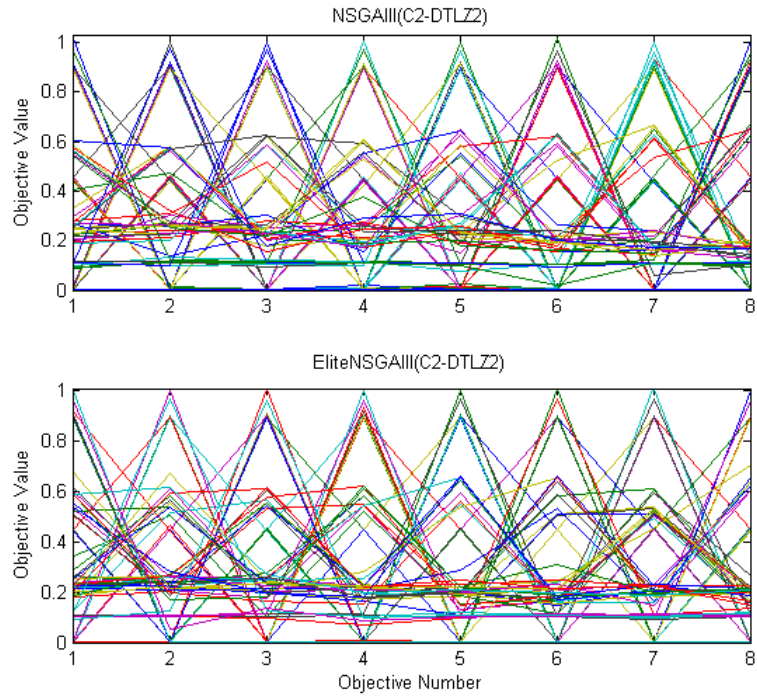 NSGAIII(C2-DTLZ2)
1
0.8
0.6
0.4
0.2
0
Objective Value
1 2 3 4 5 6 7 8
EliteNSGAIII(C2-DTLZ2)
1
0.8
0.6
0.4
0.2
0
Objective Value
1 2 3 4 5 6 7 8
Objective Number